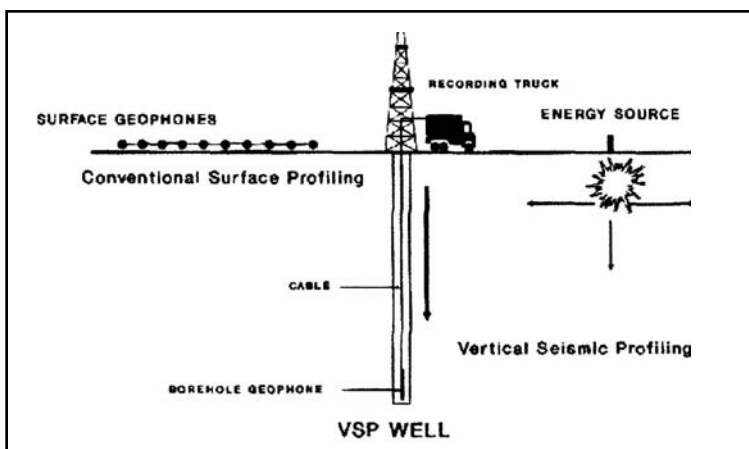 RECORDING TRUCK
SURFACE GEOPHONES
ENERGY SOURCE
Conventional Surface Profiling
CABLE
Vertical Seismic Profiling
BOREHOLE GEOPHONE
VSP WELL